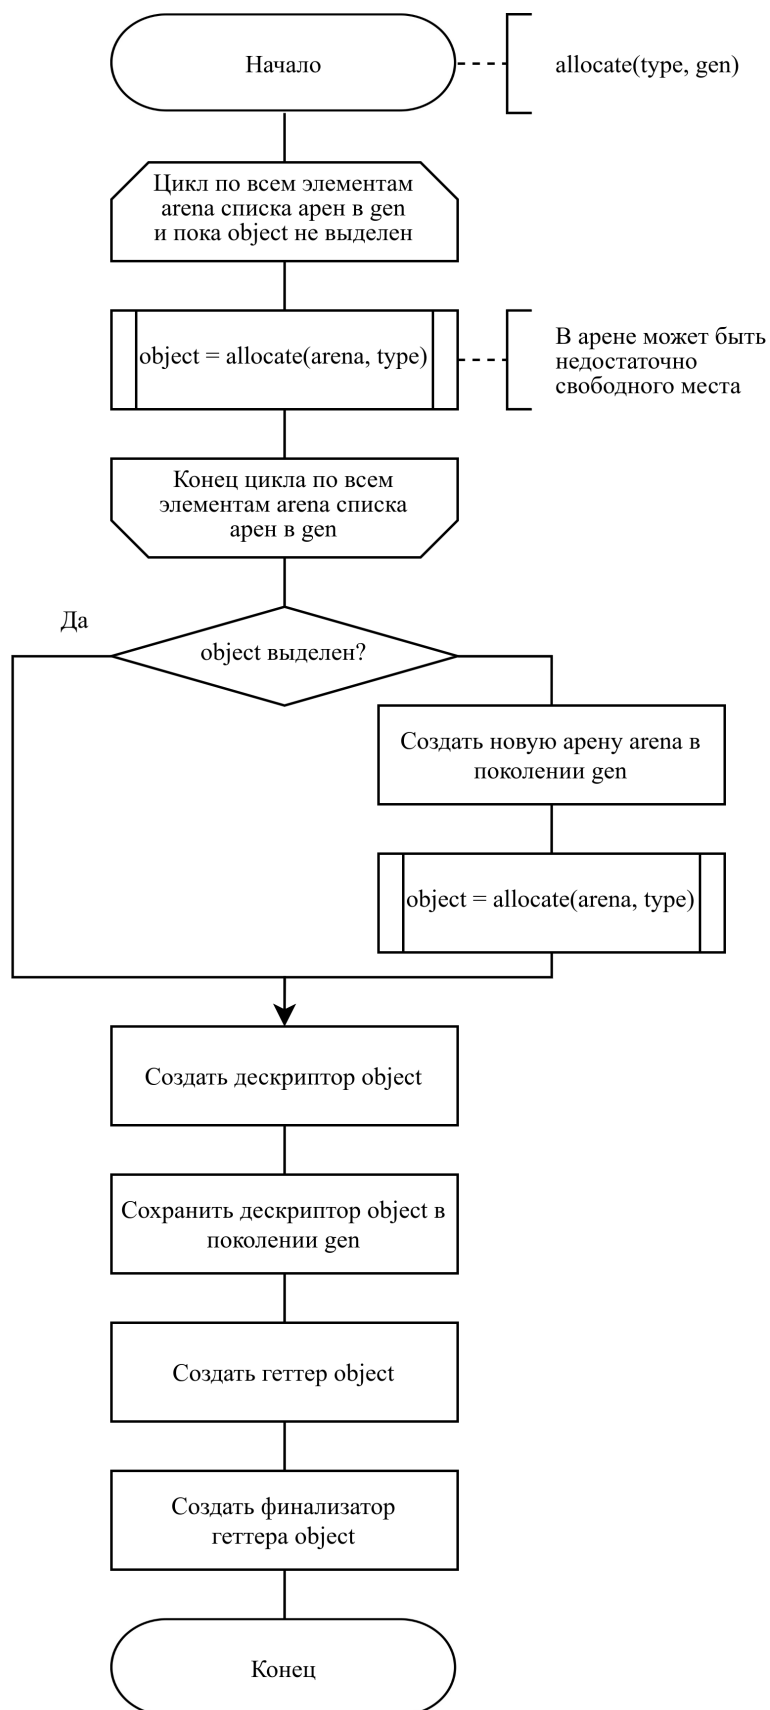 Начало
allocate(type, gen)
Цикл по всем элементам
arena списка арен в gen
и пока object не выделен
object = allocate(arena, type)
В арене может быть
недостаточно
свободного места
Конец цикла по всем
элементам arena списка
арен в gen
Да
object выделен?
Создать новую арену arena в
поколении gen
object = allocate(arena, type)
Создать дескриптор object
Сохранить дескриптор object в
поколении gen
Создать геттер object
Создать финализатор
геттера object
Конец